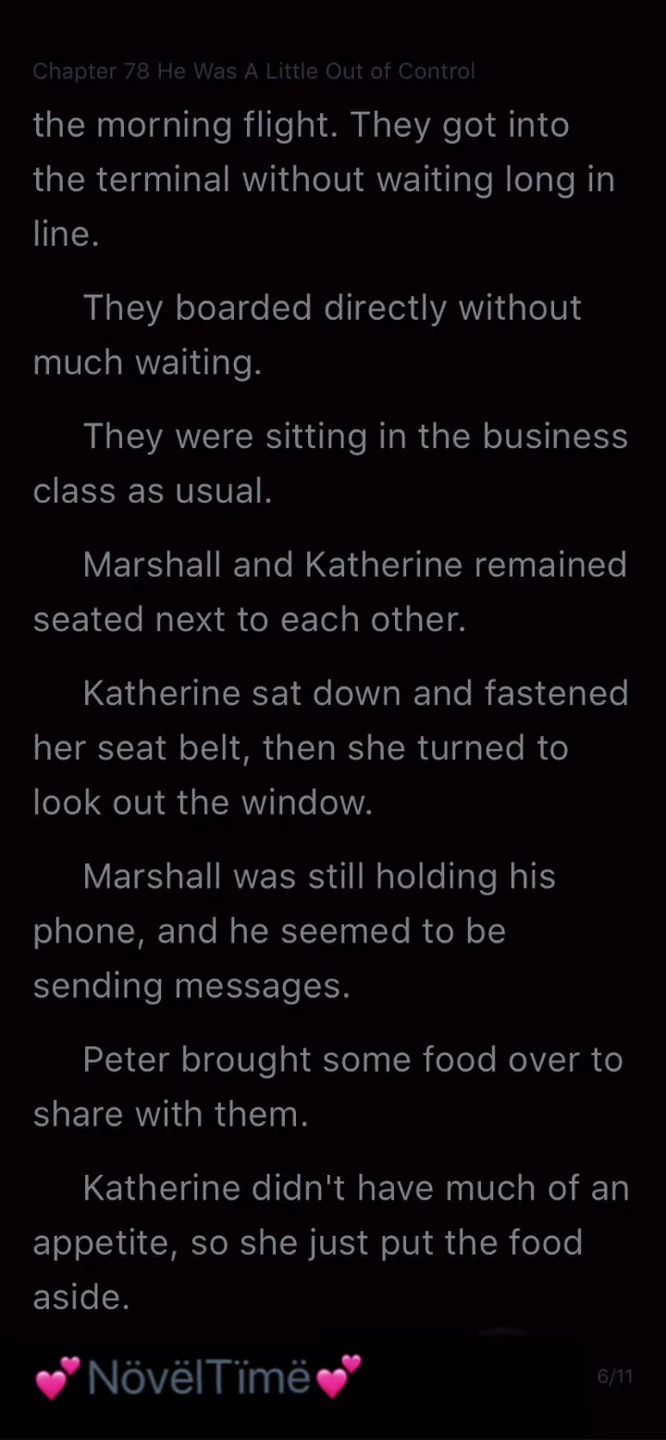 Chapter 78 He Was A Little Out of Control
the morning flight. They got into
the terminal without waiting long in
line.
They boarded directly without
much waiting.
They were sitting in the business
class as usual.
Marshall and Katherine remained
seated next to each other.
Katherine sat down and fastened
her seat belt, then she turned to
look out the window.
Marshall was still holding his
phone, and he seemed to be
sending messages.
Peter brought some food over to
share with them.
Katherine didn't have much of an
appetite, so she just put the food
aside.
💕NövëlTïmë💕
6/11